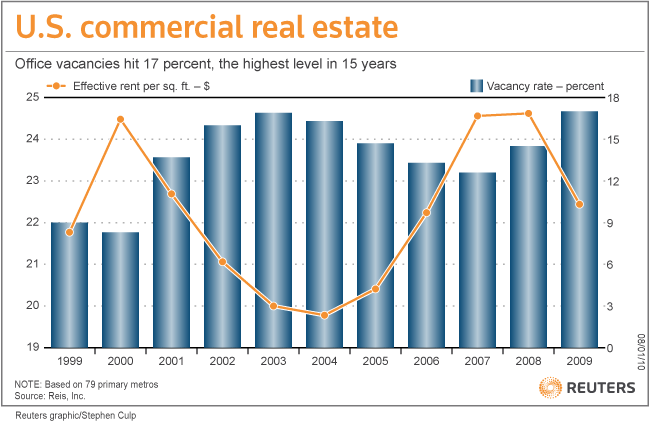 U.S. commercial real estate
Office vacancies hit 17 percent, the highest level in 15 years
Effective rent per sq. ft. – $
Vacancy rate – percent
25 18
24 15
23 12
22 9
21 6
20 3
19 0
1999 2000 2001 2002 2003 2004 2005 2006 2007 2008 2009
08/01/10
NOTE: Based on 79 primary metros
Source: Reis, Inc.
REUTERS
Reuters graphic/Stephen Culp